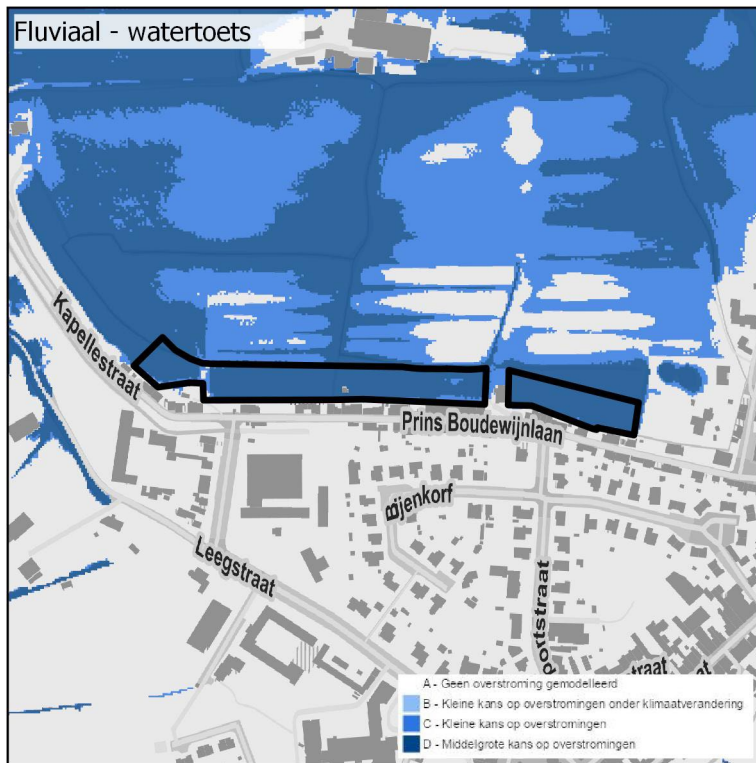 Fluviaal - watertoets
Kapellestraat
Prins Boudewijnlaan
Bijenkorf
Leegstraat
A - Geen overstroming gemodelleerd
B - Kleine kans op overstromingen onder klimaatverandering
C - Kleine kans op overstromingen
D - Middelgrote kans op overstromingen